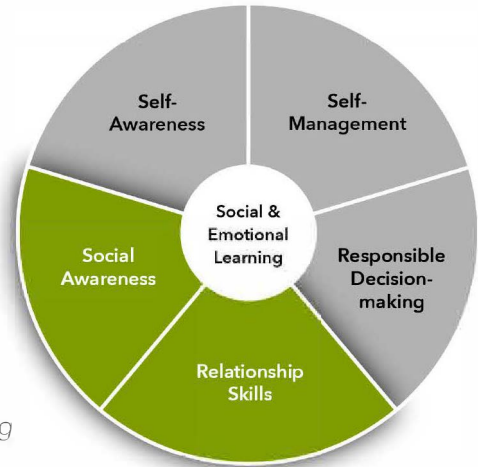 Self-
Awareness
Self-
Management
Social &
Emotional
Learning
Social
Awareness
Responsible
Decision-
making
Relationship
Skills
g